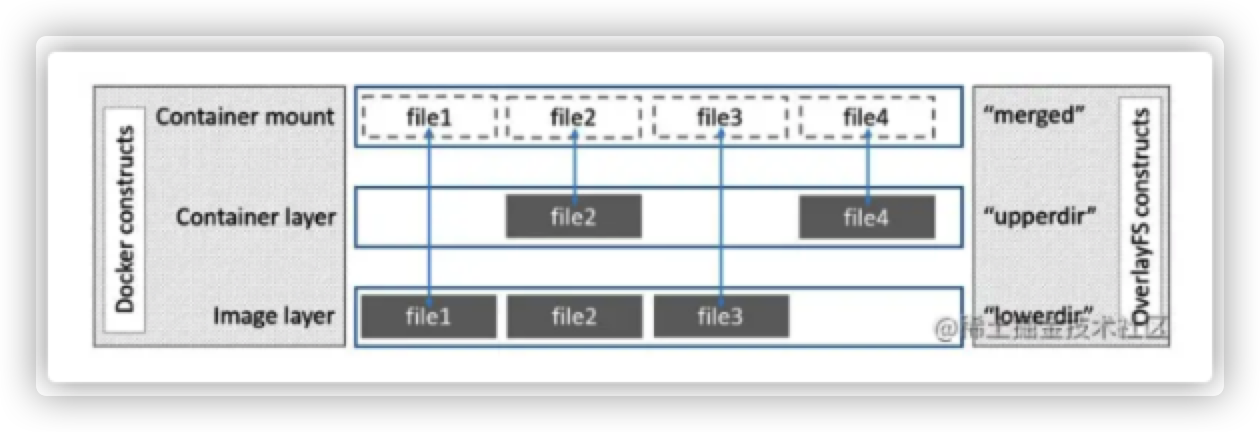 Docker constructs
Container mount
file1 file2 file3 file4
“merged”
Container layer
file2 file4
“upperdir”
Image layer
file1 file2 file3
“lowerdir”
OverlayFS constructs
@稀土掘金技术社区